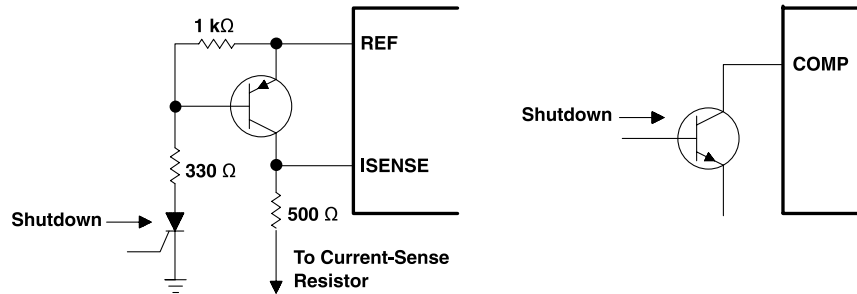 1 kΩ
REF
330 Ω
ISENSE
Shutdown
500 Ω
To Current-Sense
Resistor
COMP
Shutdown